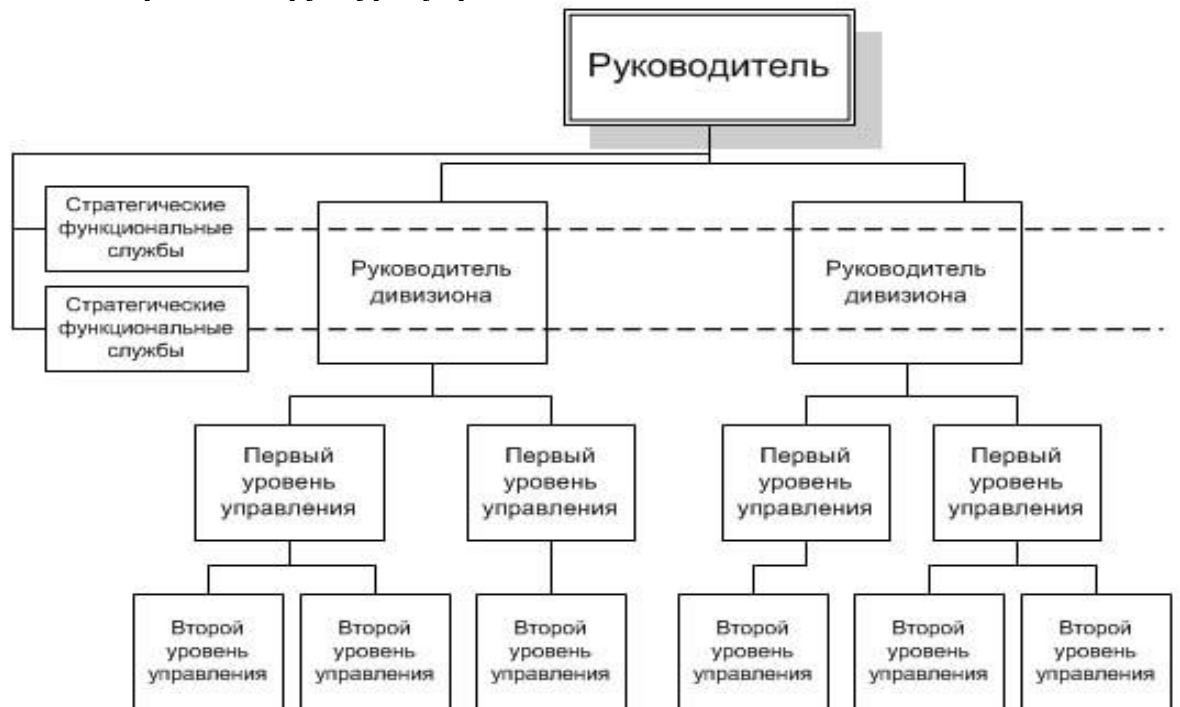 Руководитель
Стратегические
функциональные
службы
Руководитель
дивизиона
Руководитель
дивизиона
Стратегические
функциональные
службы
Первый
уровень
управления
Первый
уровень
управления
Первый
уровень
управления
Первый
уровень
управления
Второй
уровень
управления
Второй
уровень
управления
Второй
уровень
управления
Второй
уровень
управления
Второй
уровень
управления
Второй
уровень
управления